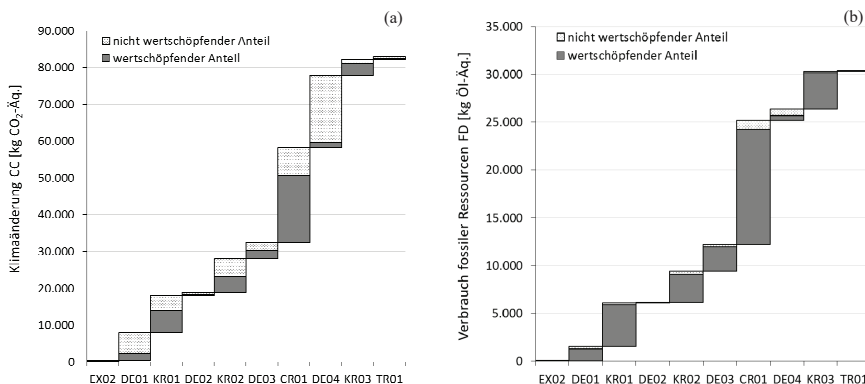 (a)
90.000
nicht wertschöpfender Anteil
80.000
wertschöpfender Anteil
70.000
60.000
50.000
40.000
30.000
20.000
10.000
0
Klimaänderung CC [kg CO₂-Äq.]
EX02 DE01 KR01 DE02 KR02 DE03 CR01 DE04 KR03 TR01
(b)
35.000
nicht wertschöpfender Anteil
wertschöpfender Anteil
30.000
25.000
20.000
15.000
10.000
5.000
0
Verbrauch fossiler Ressourcen FD [kg Öl-Äq.]
EX02 DE01 KR01 DE02 KR02 DE03 CR01 DE04 KR03 TR01